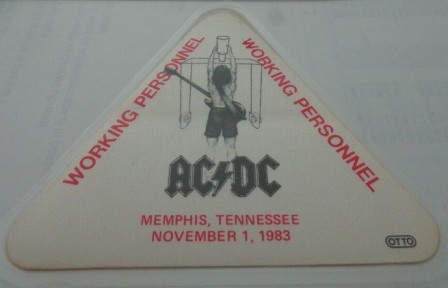 WORKING PERSONNEL
WORKING PERSONNEL
AC⚡DC
MEMPHIS, TENNESSEE
NOVEMBER 1, 1983
OTTO